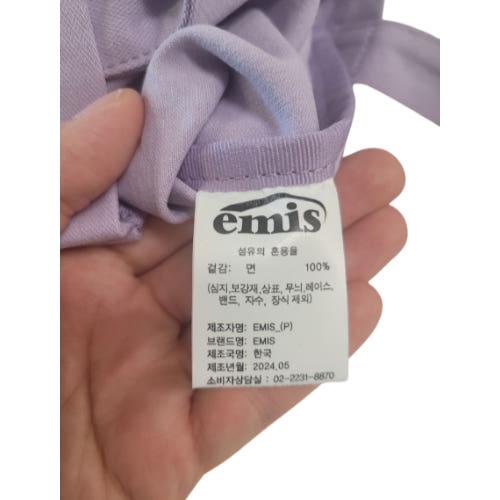 emis
섬유의 혼용율
겉감: 면 100%
(심지,보강재,상표, 무늬,레이스,
밴드, 자수, 장식 제외)
제조자명: EMIS_(P)
브랜드명: EMIS
제조국명: 한국
제조년월: 2024.05
소비자상담실 : 02-2231-8870